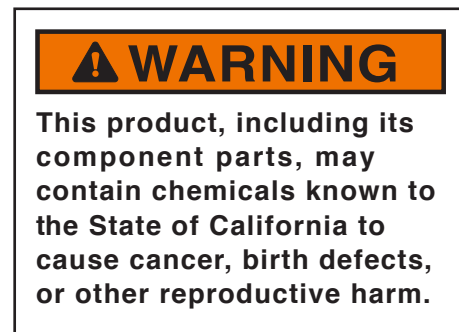 WARNING
This product, including its
component parts, may
contain chemicals known to
the State of California to
cause cancer, birth defects,
or other reproductive harm.